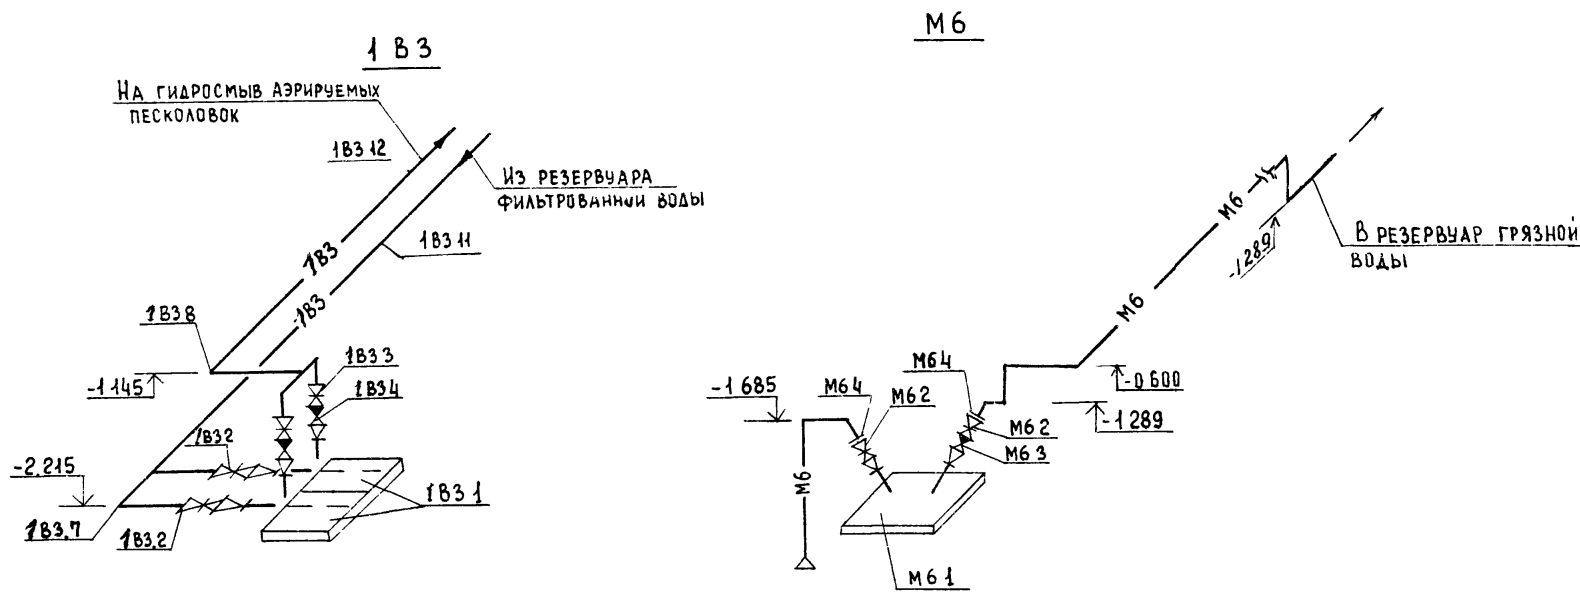 1В3
На гидросмыв аэрируемых
песколовок
1В3 12
Из резервуара
фильтрованнии воды
1В3 11
1В3
1В3
1В3 8
1В3 3
-1 145
1В3 4
1В3 2
-2.215
1В3 1
1В3.7
1В3.2
М6
М6
-1 289
В резервуар грязной
воды
М6
М6 4
-0 600
-1 685
М6 4
М6 2
-1 289
М6 2
М6 3
М6
М6 1